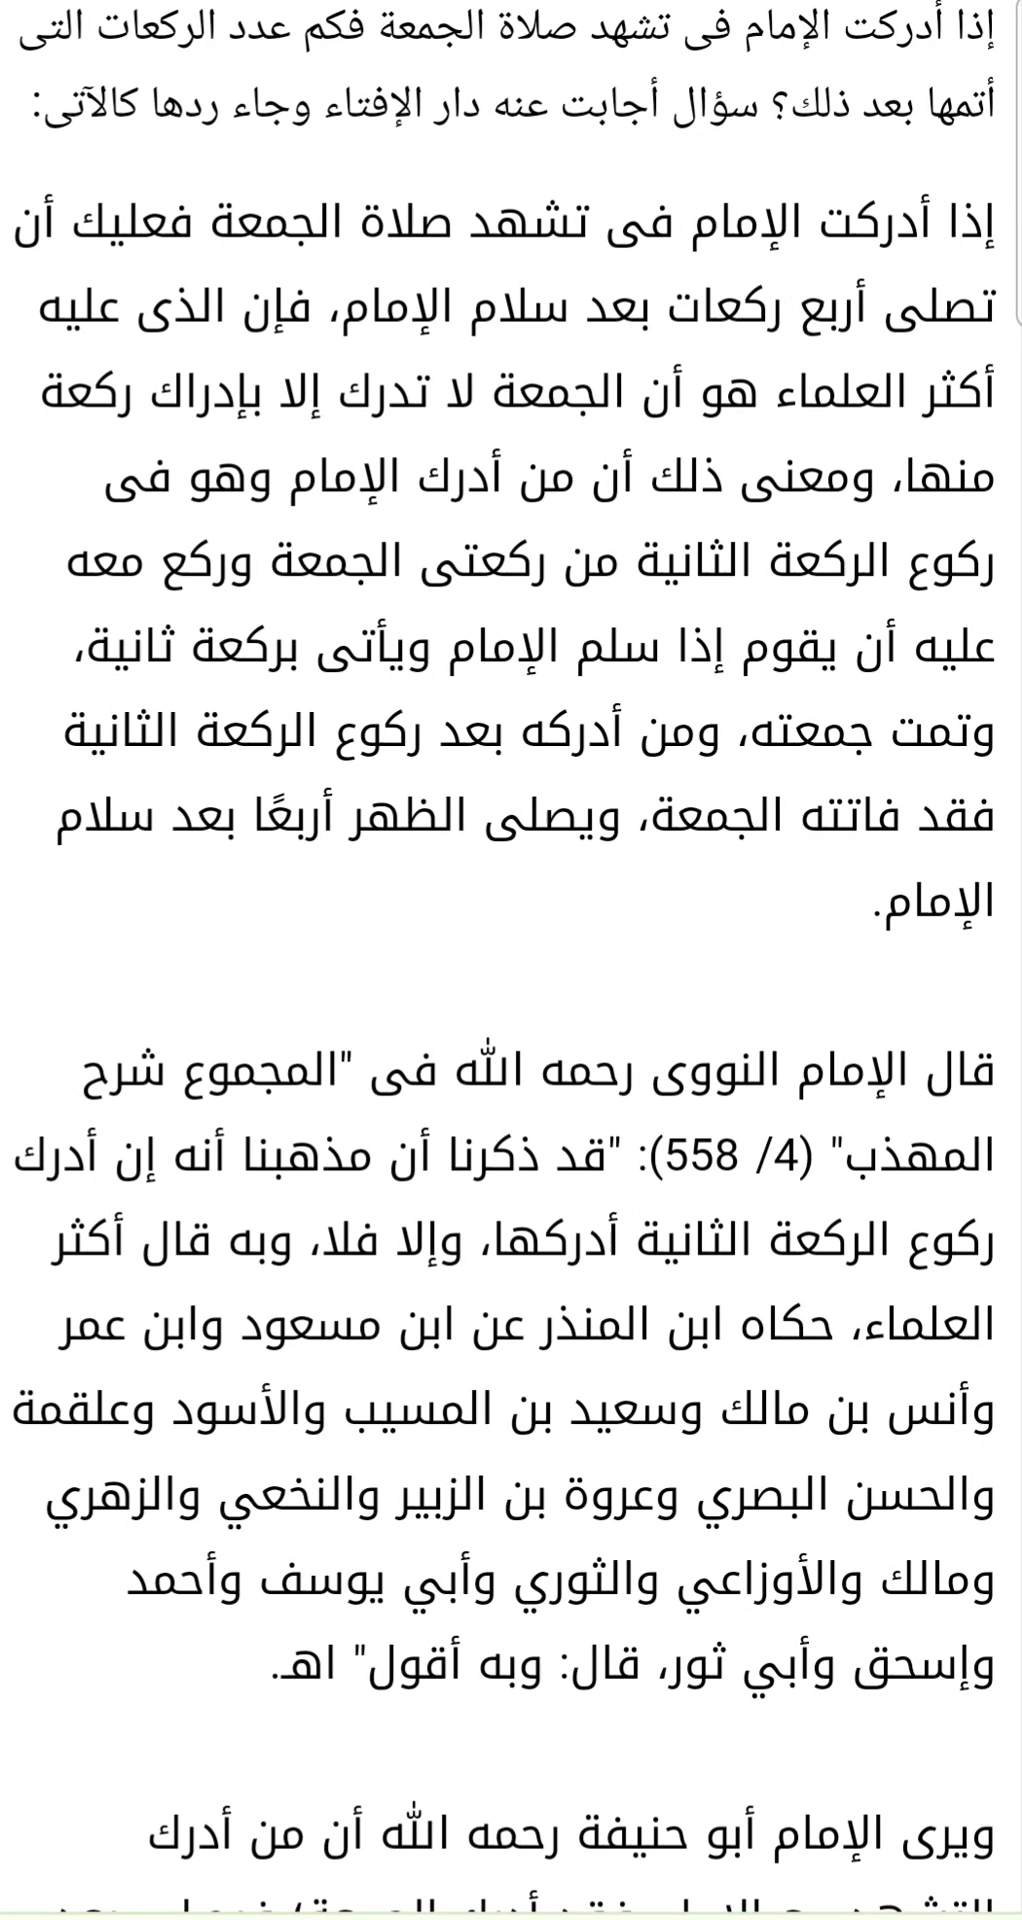 إذا أدركت الإمام فى تشهد صلاة الجمعة فكم عدد الركعات التى
أتمها بعد ذلك؟ سؤال أجابت عنه دار الإفتاء وجاء ردها كالآتى:
إذا أدركت الإمام فى تشهد صلاة الجمعة فعليك أن
تصلى أربع ركعات بعد سلام الإمام، فإن الذى عليه
أكثر العلماء هو أن الجمعة لا تدرك إلا بإدراك ركعة
منها، ومعنى ذلك أن من أدرك الإمام وهو فى
ركوع الركعة الثانية من ركعتى الجمعة وركع معه
عليه أن يقوم إذا سلم الإمام ويأتى بركعة ثانية،
وتمت جمعته، ومن أدركه بعد ركوع الركعة الثانية
فقد فاتته الجمعة، ويصلى الظهر أربعًا بعد سلام
الإمام.
قال الإمام النووى رحمه الله فى "المجموع شرح
المهذب" (4/ 558): "قد ذكرنا أن مذهبنا أنه إن أدرك
ركوع الركعة الثانية أدركها، وإلا فلا، وبه قال أكثر
العلماء، حكاه ابن المنذر عن ابن مسعود وابن عمر
وأنس بن مالك وسعيد بن المسيب والأسود وعلقمة
والحسن البصري وعروة بن الزبير والنخعي والزهري
ومالك والأوزاعي والثوري وأبي يوسف وأحمد
وإسحق وأبي ثور، قال: وبه أقول" اهـ.
ويرى الإمام أبو حنيفة رحمه الله أن من أدرك